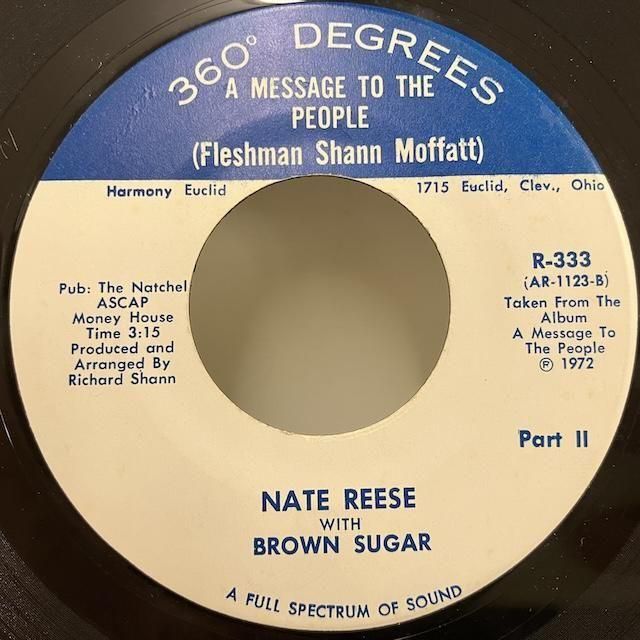 360° DEGREES
A MESSAGE TO THE
PEOPLE
(Fleshman Shann Moffatt)
Harmony Euclid
1715 Euclid, Clev., Ohio
Pub: The Natchel
ASCAP
Money House
Time 3:15
Produced and
Arranged By
Richard Shann
R-333
(AR-1123-B)
Taken From The
Album
A Message To
The People
℗ 1972
Part II
NATE REESE
WITH
BROWN SUGAR
A FULL SPECTRUM OF SOUND